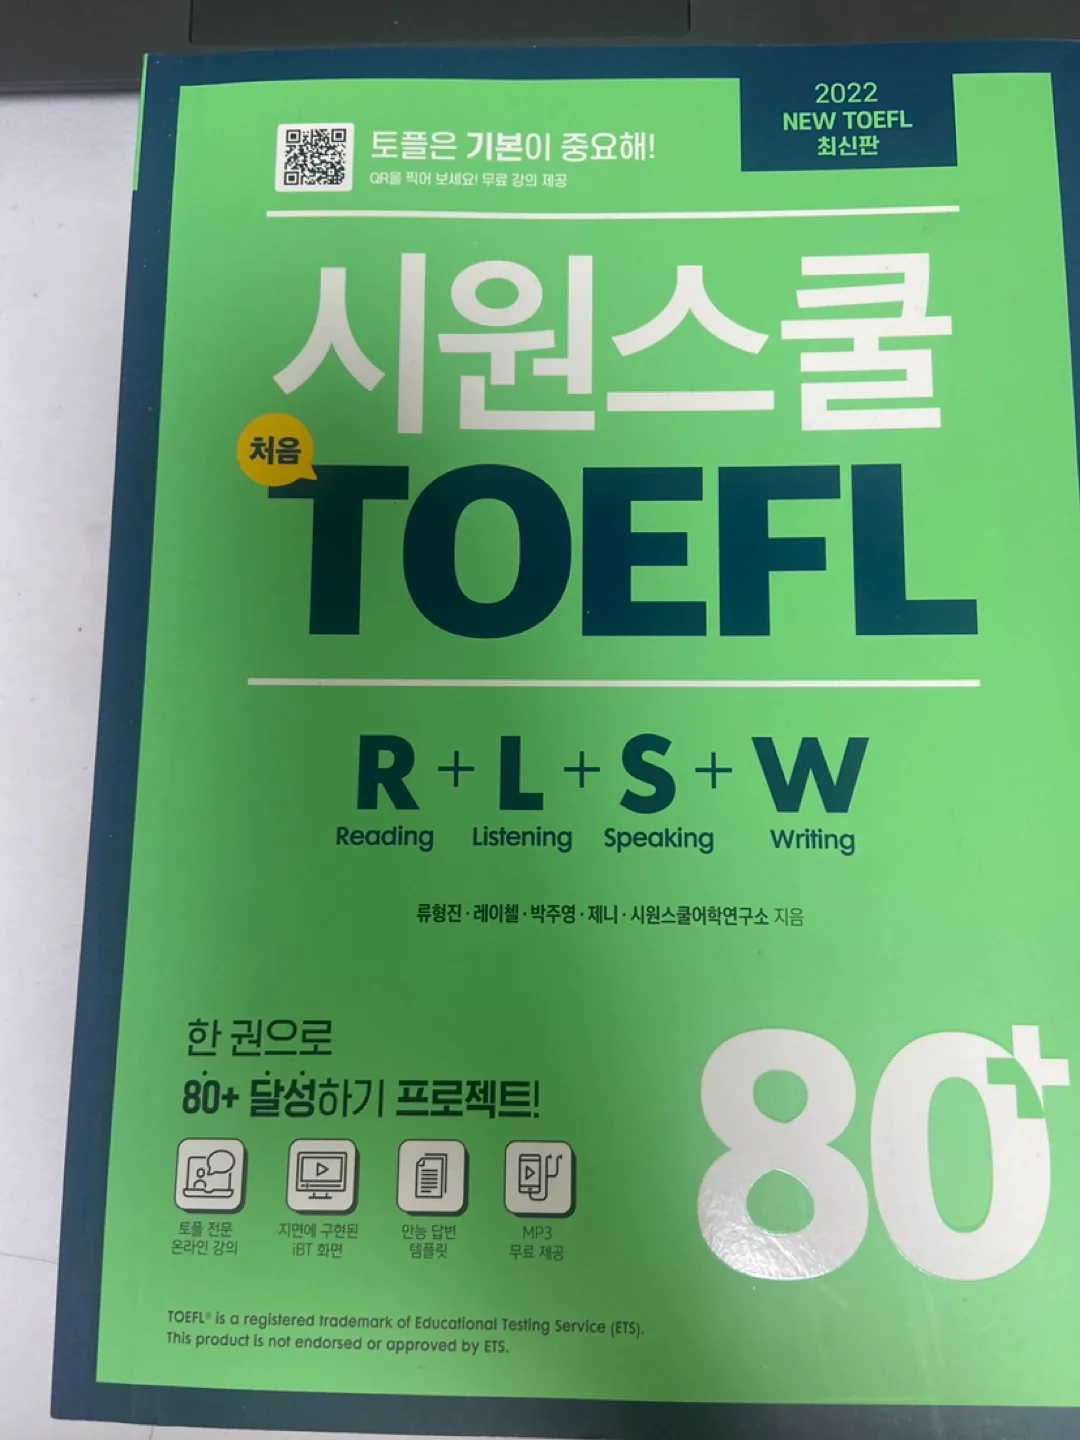 2022
NEW TOEFL
최신판
토플은 기본이 중요해!
QR을 찍어 보세요! 무료 강의 제공
시원스쿨
처음
TOEFL
R + L + S + W
Reading Listening Speaking Writing
류형진 · 레이첼 · 박주영 · 제니 · 시원스쿨어학연구소 지음
한 권으로
80+ 달성하기 프로젝트!
80+
토플 전문
온라인 강의
지면에 구현된
iBT 화면
만능 답변
템플릿
MP3
무료 제공
TOEFL® is a registered trademark of Educational Testing Service (ETS).
This product is not endorsed or approved by ETS.